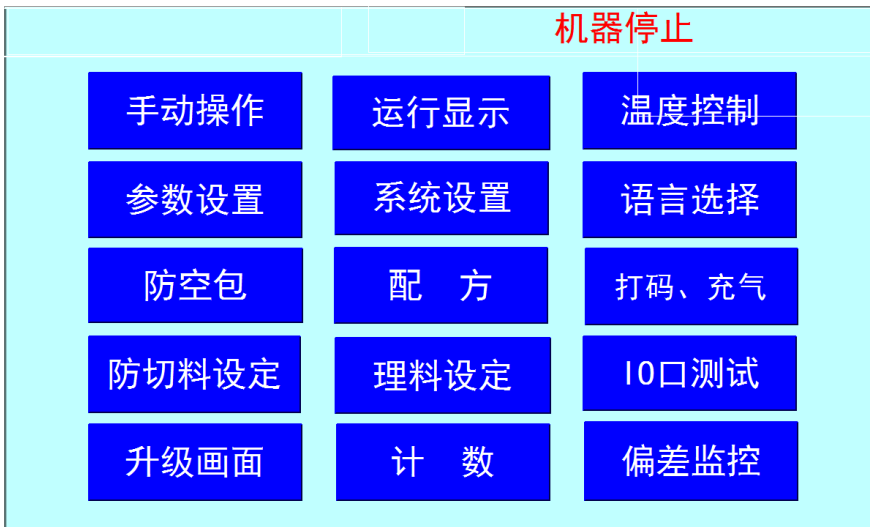 机器停止
手动操作
运行显示
温度控制
参数设置
系统设置
语言选择
防空包
配 方
打码、充气
防切料设定
理料设定
IO口测试
升级画面
计 数
偏差监控